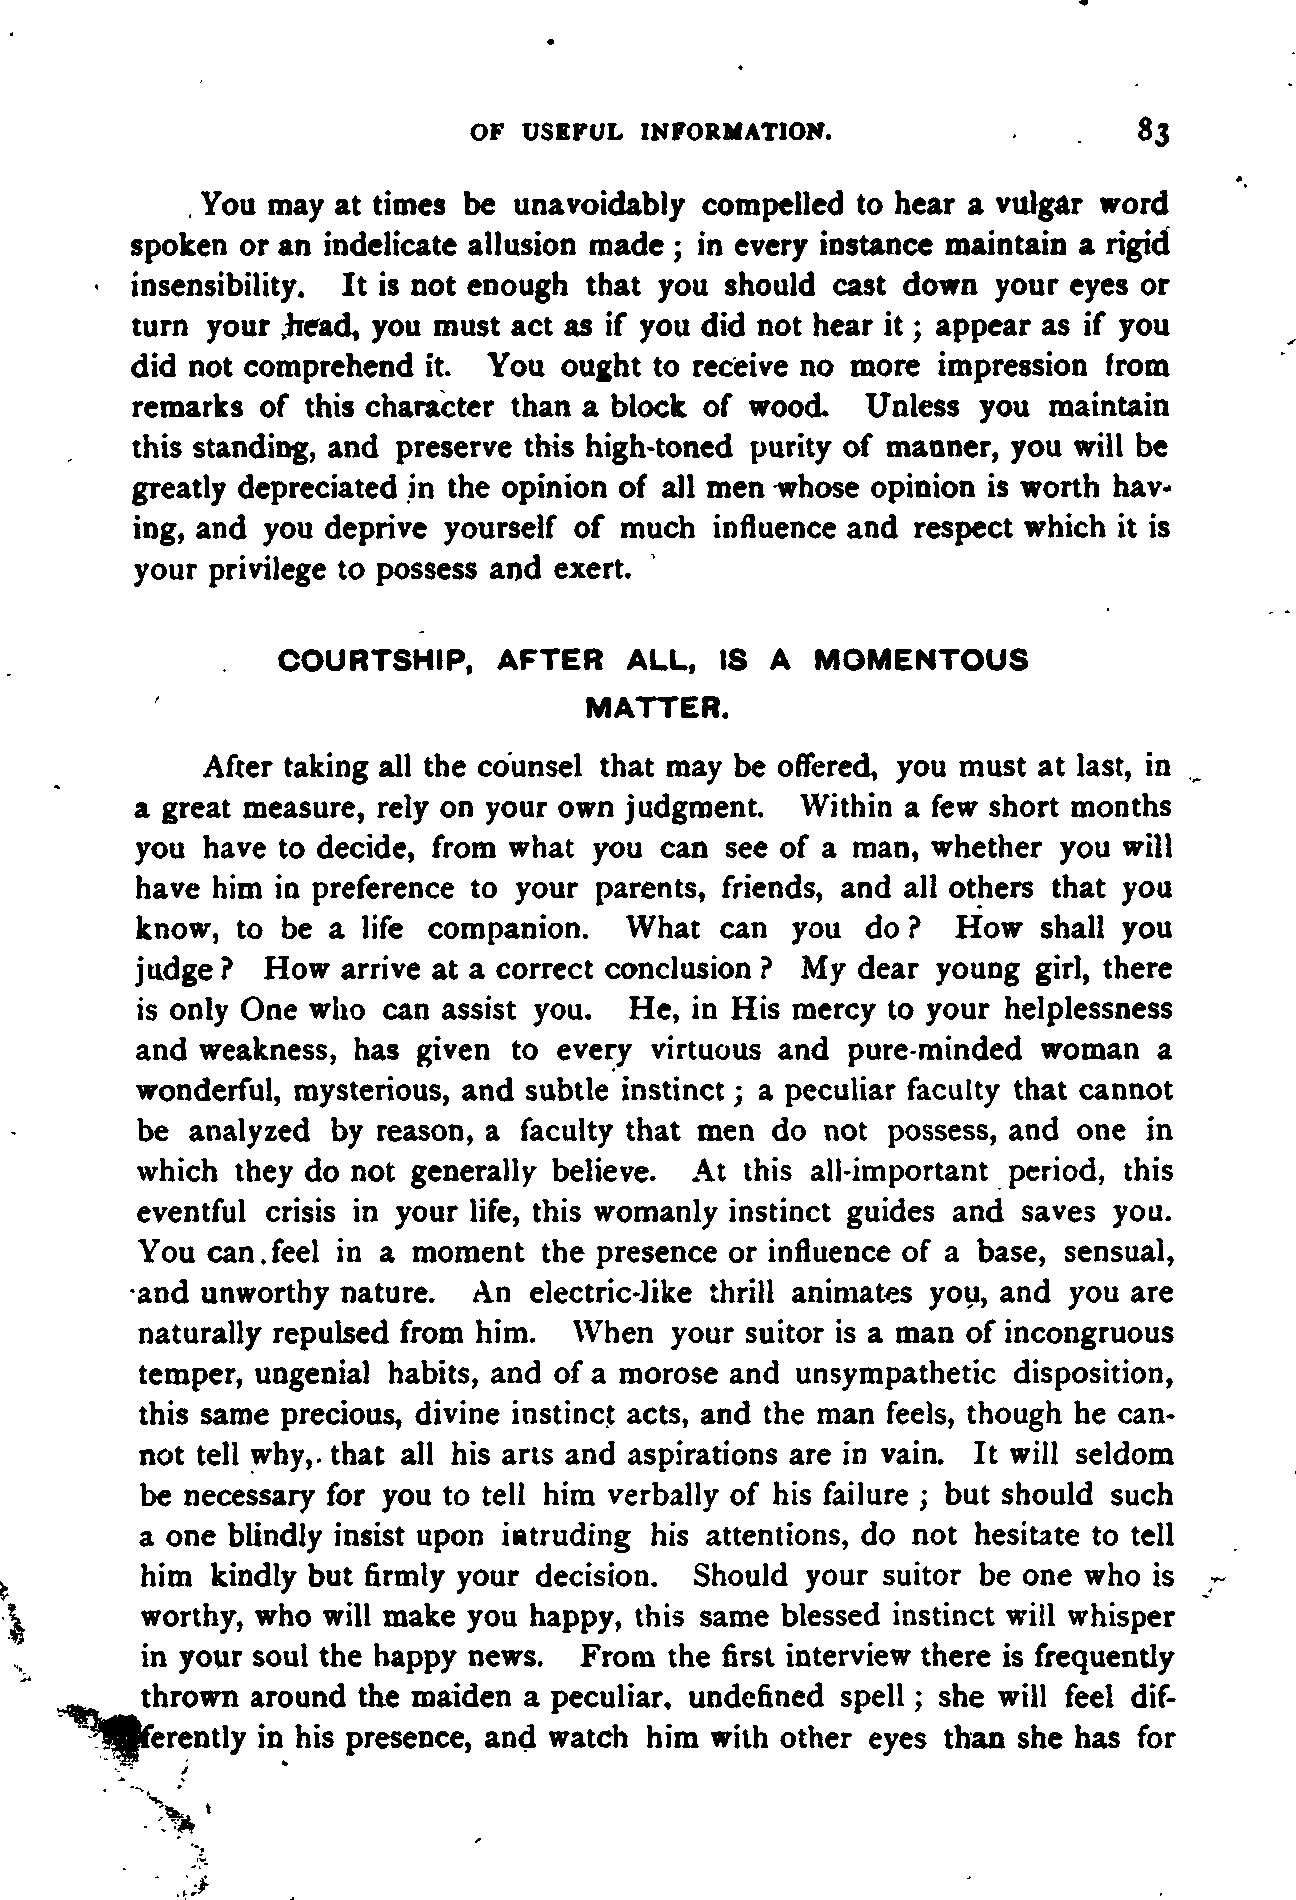 OF USEFUL INFORMATION. 83
You may at times be unavoidably compelled to hear a vulgar word
spoken or an indelicate allusion made ; in every instance maintain a rigid
insensibility. It is not enough that you should cast down your eyes or
turn your head, you must act as if you did not hear it ; appear as if you
did not comprehend it. You ought to receive no more impression from
remarks of this character than a block of wood. Unless you maintain
this standing, and preserve this high-toned purity of manner, you will be
greatly depreciated in the opinion of all men whose opinion is worth hav-
ing, and you deprive yourself of much influence and respect which it is
your privilege to possess and exert.
COURTSHIP, AFTER ALL, IS A MOMENTOUS
MATTER.
After taking all the counsel that may be offered, you must at last, in
a great measure, rely on your own judgment. Within a few short months
you have to decide, from what you can see of a man, whether you will
have him in preference to your parents, friends, and all others that you
know, to be a life companion. What can you do ? How shall you
judge ? How arrive at a correct conclusion ? My dear young girl, there
is only One who can assist you. He, in His mercy to your helplessness
and weakness, has given to every virtuous and pure-minded woman a
wonderful, mysterious, and subtle instinct ; a peculiar faculty that cannot
be analyzed by reason, a faculty that men do not possess, and one in
which they do not generally believe. At this all-important period, this
eventful crisis in your life, this womanly instinct guides and saves you.
You can feel in a moment the presence or influence of a base, sensual,
and unworthy nature. An electric-like thrill animates you, and you are
naturally repulsed from him. When your suitor is a man of incongruous
temper, ungenial habits, and of a morose and unsympathetic disposition,
this same precious, divine instinct acts, and the man feels, though he can-
not tell why, that all his arts and aspirations are in vain. It will seldom
be necessary for you to tell him verbally of his failure ; but should such
a one blindly insist upon intruding his attentions, do not hesitate to tell
him kindly but firmly your decision. Should your suitor be one who is
worthy, who will make you happy, this same blessed instinct will whisper
in your soul the happy news. From the first interview there is frequently
thrown around the maiden a peculiar, undefined spell ; she will feel dif-
ferently in his presence, and watch him with other eyes than she has for